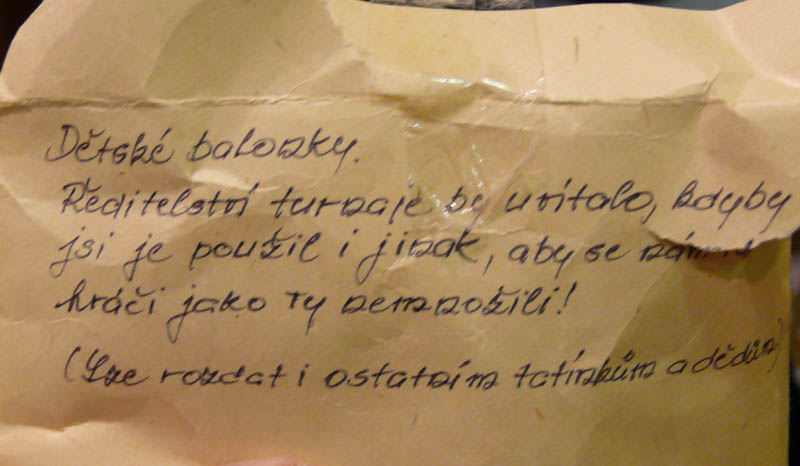 Dětské balonky.
Ředitelství turnaje by uvítalo, kdyby
jsi je použil i jinak, aby se nám
hráči jako ty nemnožili!
(Lze rozdat i ostatním tatínkům a dědům)